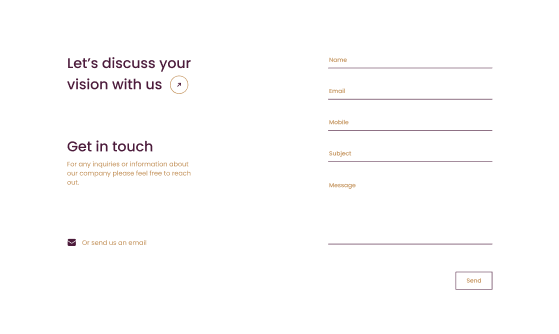 Let's discuss your
vision with us
Get in touch
For any inquiries or information about
our company please feel free to reach
out.
Or send us an email
Name
Email
Mobile
Subject
Message
Send